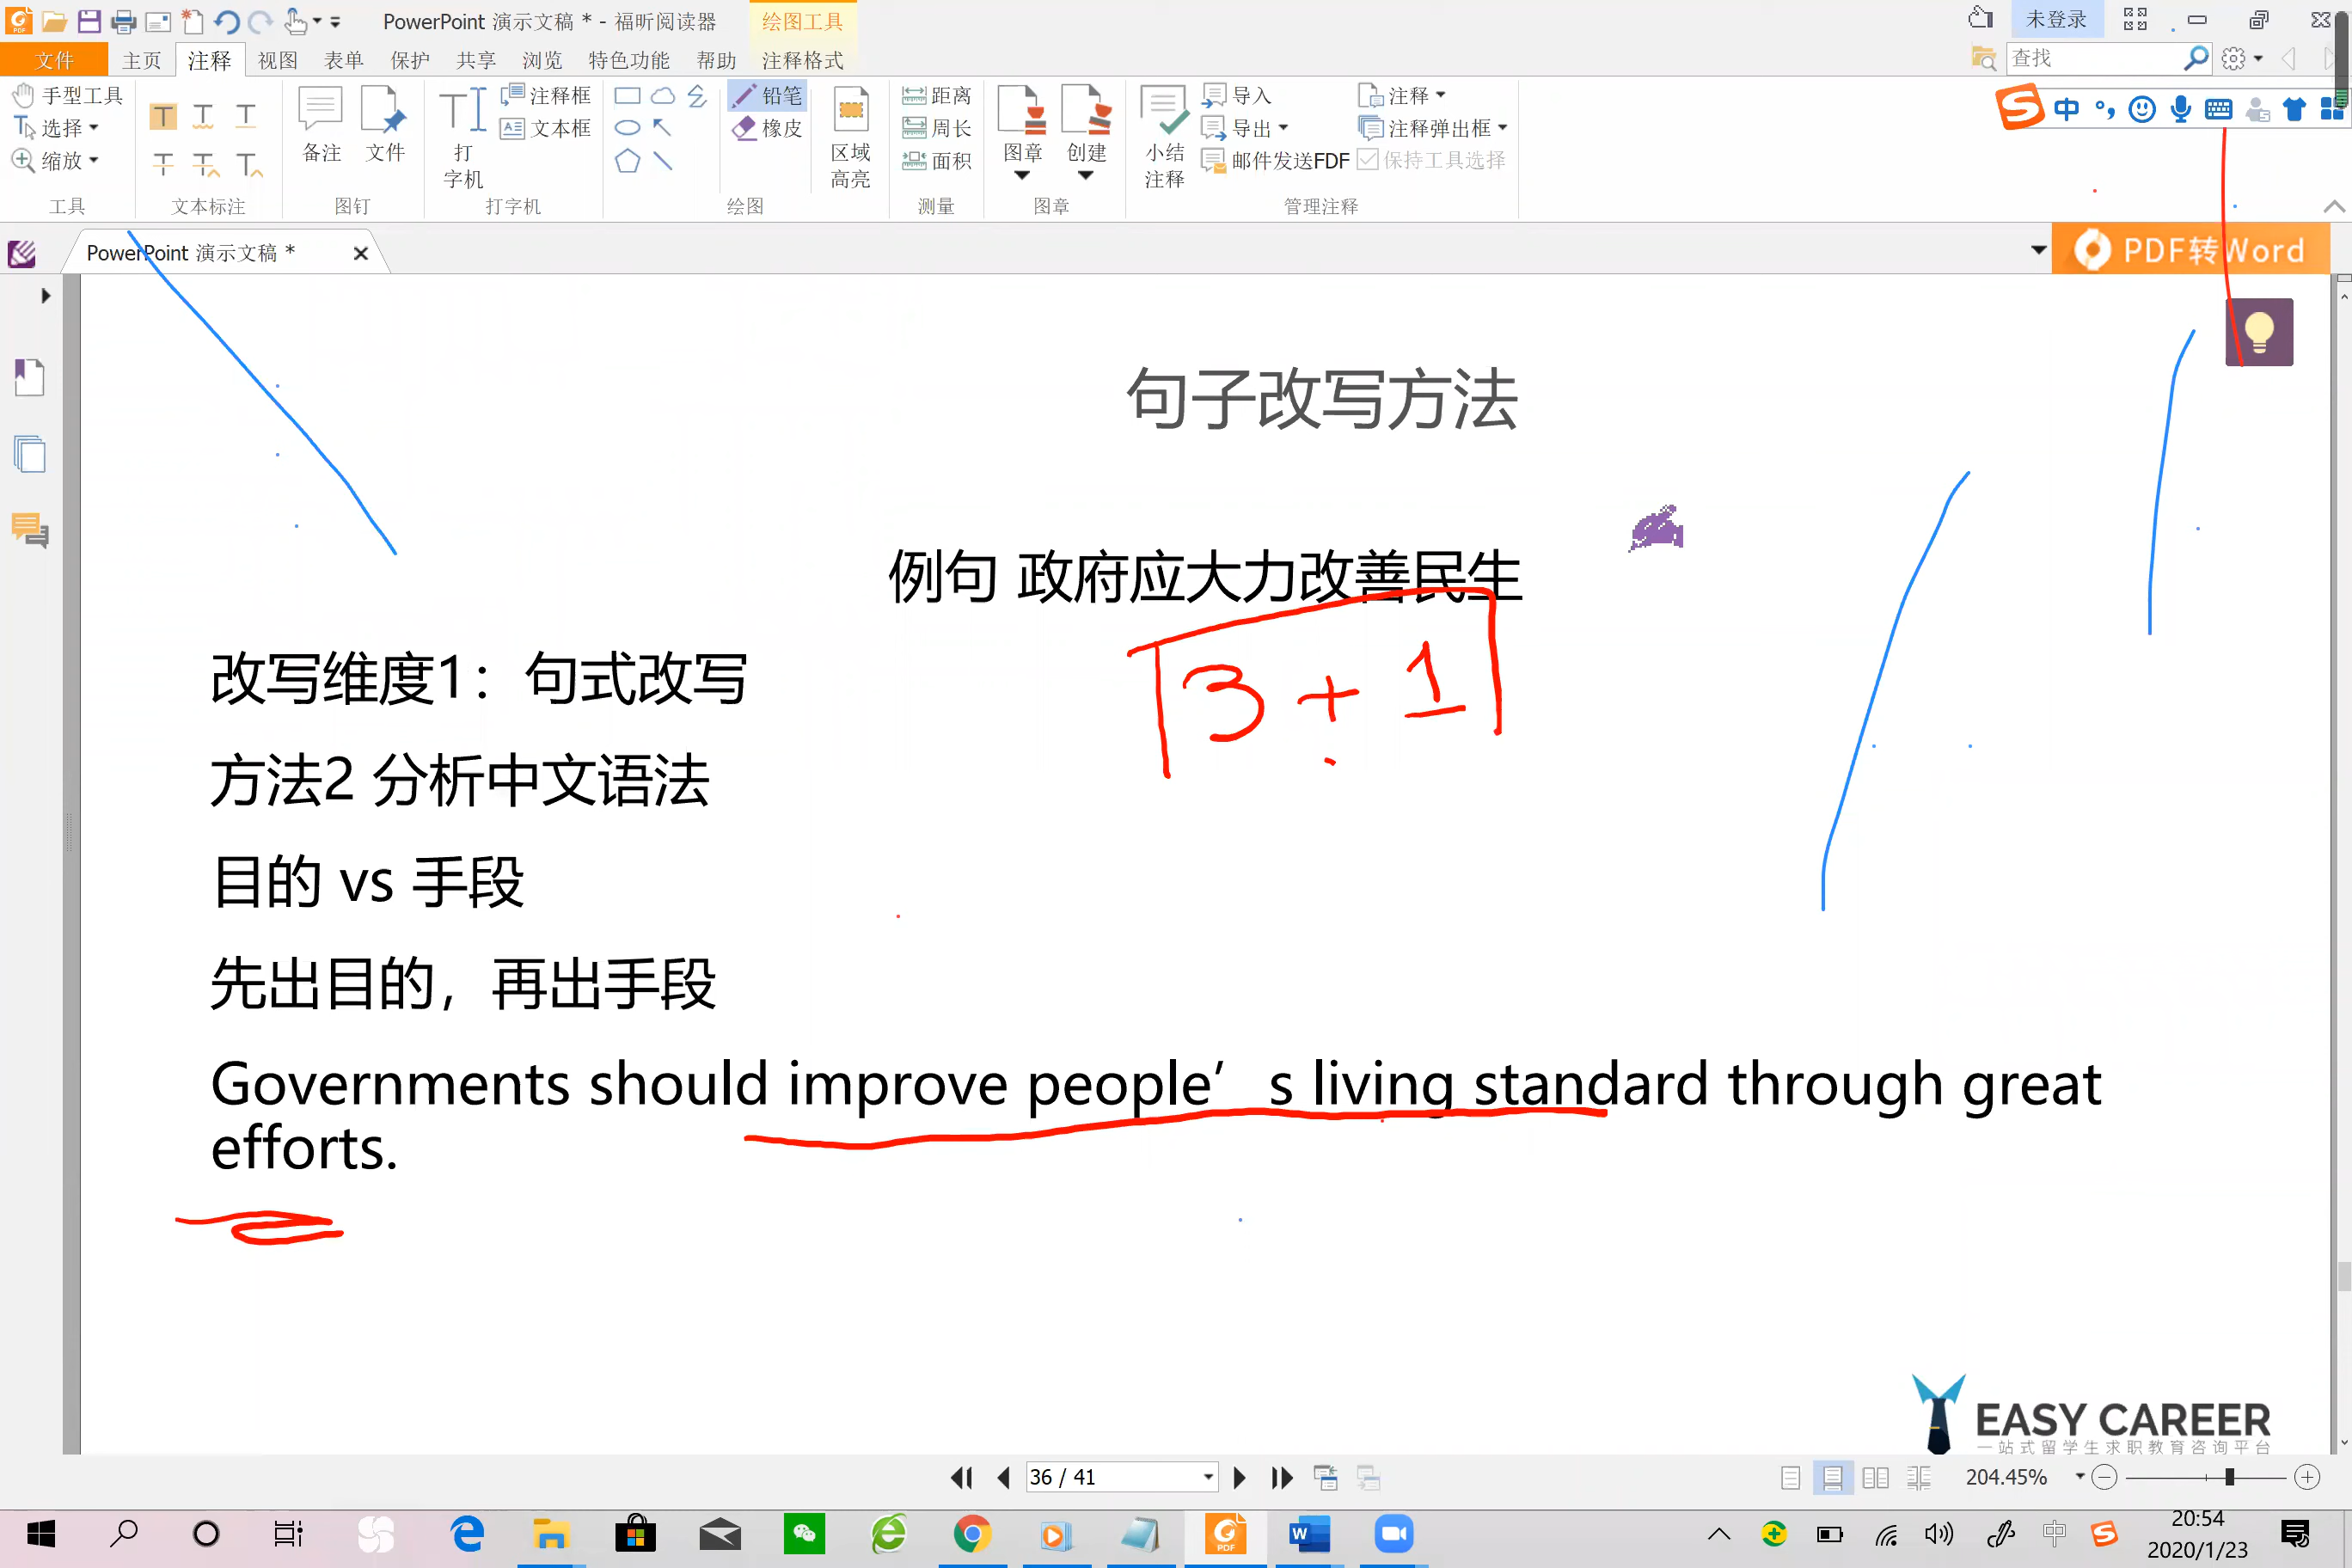 PowerPoint 演示文稿 * - 福昕阅读器
绘图工具
未登录
文件 主页 注释 视图 表单 保护 共享 浏览 特色功能 帮助 注释格式
查找
手型工具
选择
缩放
工具
文本标注
备注
文件
图钉
打
字机
注释框
文本框
打字机
铅笔
橡皮
绘图
区域
高亮
距离
周长
面积
测量
图章
创建
图章
小结
注释
导入
导出
邮件发送FDF
注释
注释弹出框
保持工具选择
管理注释
中
PowerPoint 演示文稿 *
PDF转Word
句子改写方法
例句 政府应大力改善民生
3 + 1
改写维度1：句式改写
方法2 分析中文语法
目的 vs 手段
先出目的，再出手段
Governments should improve people’s living standard through great
efforts.
EASY CAREER
一站式留学生求职教育咨询平台
36 / 41
204.45%
中
20:54
2020/1/23